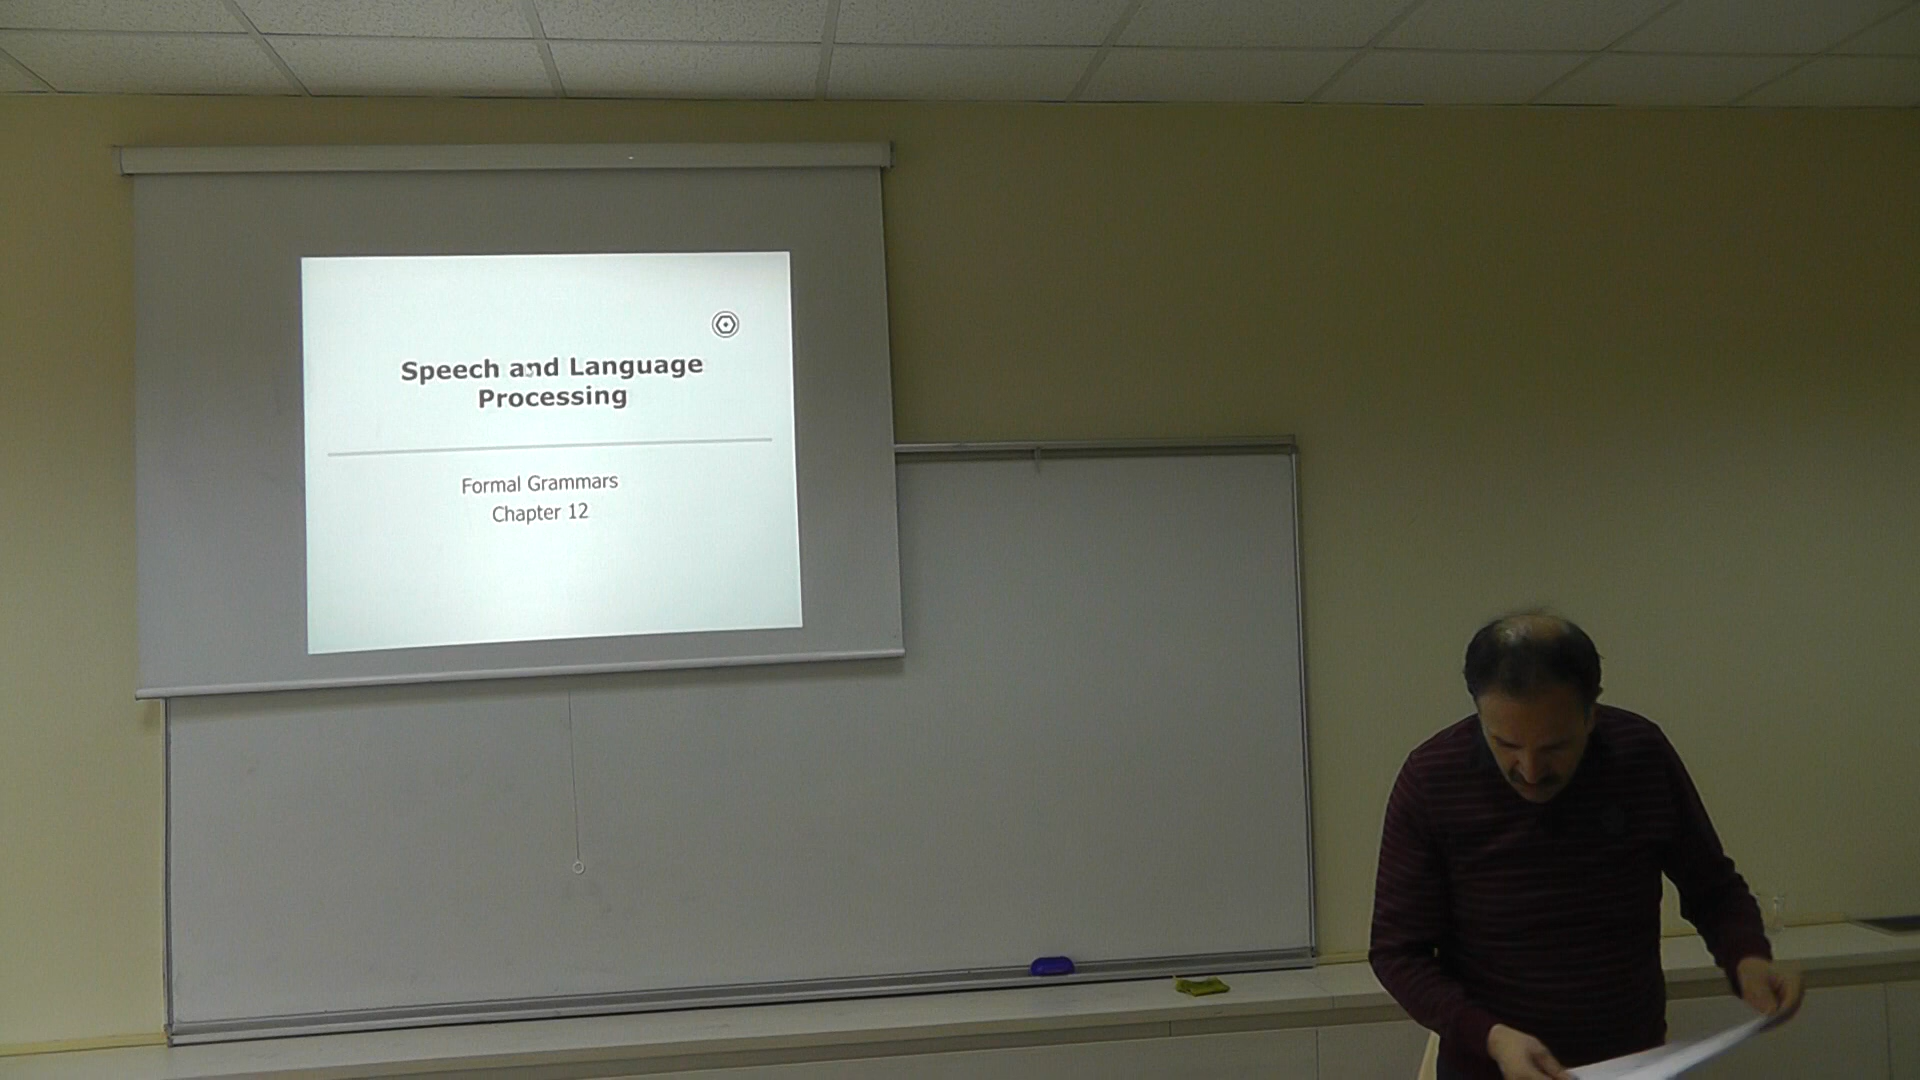 Speech and Language
Processing
Formal Grammars
Chapter 12